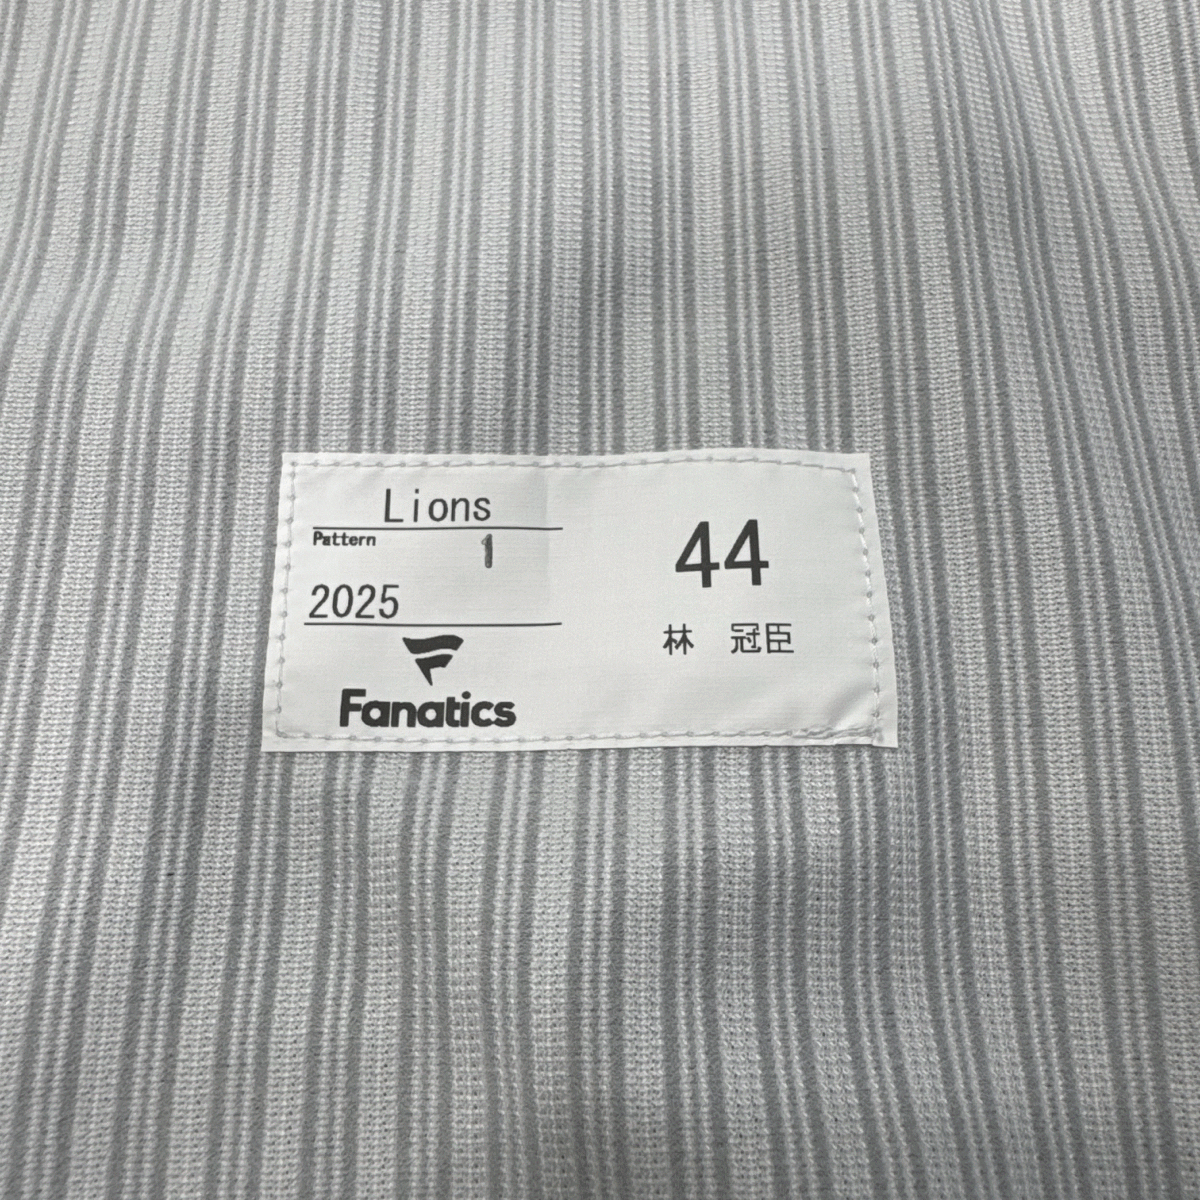 Lions
Pattern 1
2025
Fanatics
44
林 冠臣